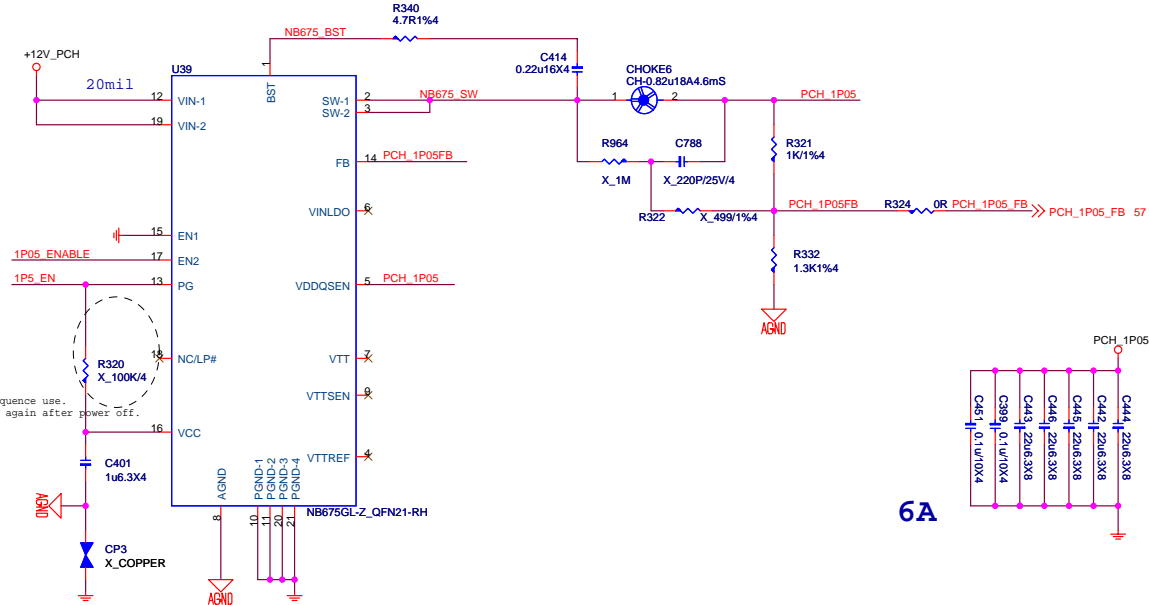 R340
4.7R1%4
NB675_BST
+12V_PCH
C414
0.22u16X4
U39
20mil
1
BST
CHOKE6
CH-0.82u18A4.6mS
12
VIN-1
SW-1
2
NB675_SW
1
2
PCH_1P05
SW-2
3
19
VIN-2
R964
C788
R321
1K/1%4
FB
14
PCH_1P05FB
X_1M
X_220P/25V/4
VINLDO
6
R322
X_499/1%4
PCH_1P05FB
R324
0R
PCH_1P05_FB
PCH_1P05_FB 57
15
EN1
1P05_ENABLE
17
EN2
R332
1.3K1%4
1P5_EN
13
PG
VDDQSEN
5
PCH_1P05
AGND
PCH_1P05
18
NC/LP#
VTT
7
R320
X_100K/4
VTTSEN
9
quence use.
again after power off.
16
VCC
VTTREF
4
C451 0.1u/10X4
C399 0.1u/10X4
C443 22u6.3X8
C446 22u6.3X8
C445 22u6.3X8
C442 22u6.3X8
C444 22u6.3X8
C401
1u6.3X4
AGND
AGND
PGND-1
PGND-2
PGND-3
PGND-4
8
10
11
20
21
NB675GL-Z_QFN21-RH
6A
CP3
X_COPPER
AGND